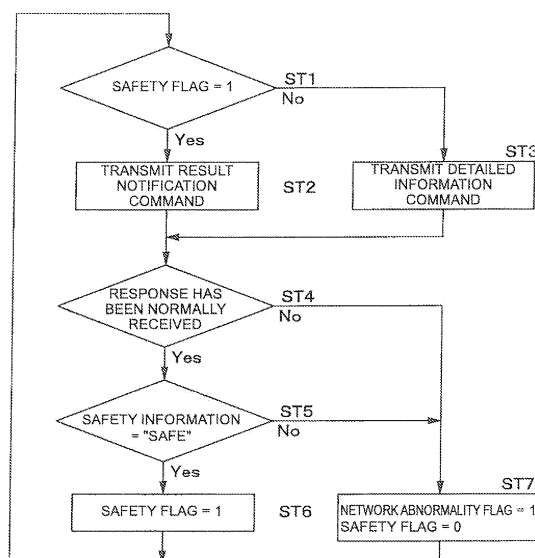 SAFETY FLAG = 1
ST1
No
Yes
TRANSMIT RESULT
NOTIFICATION
COMMAND
ST2
ST3
TRANSMIT DETAILED
INFORMATION
COMMAND
RESPONSE HAS
BEEN NORMALLY
RECEIVED
ST4
No
Yes
SAFETY INFORMATION
= "SAFE"
ST5
No
Yes
SAFETY FLAG = 1
ST6
ST7
NETWORK ABNORMALITY FLAG = 1
SAFETY FLAG = 0